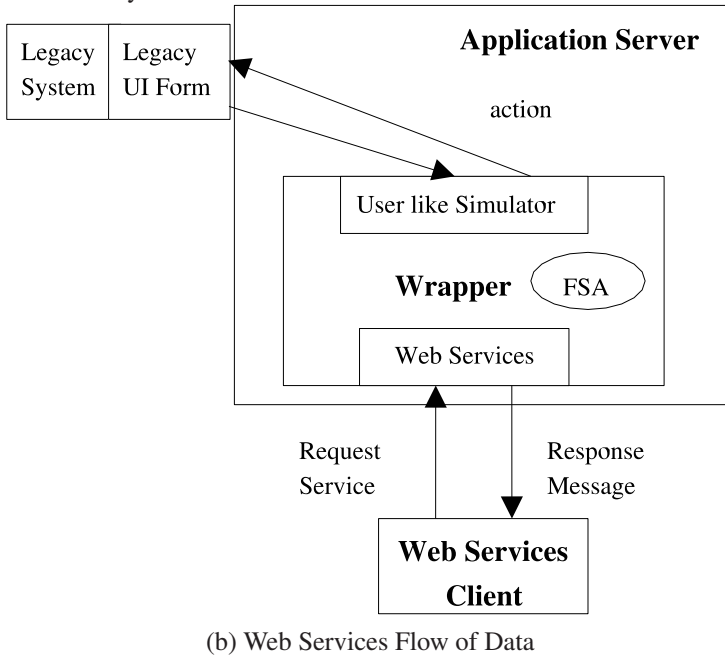 Application Server
Legacy System
Legacy UI Form
action
User like Simulator
Wrapper
FSA
Web Services
Request Service
Response Message
Web Services Client
(b) Web Services Flow of Data